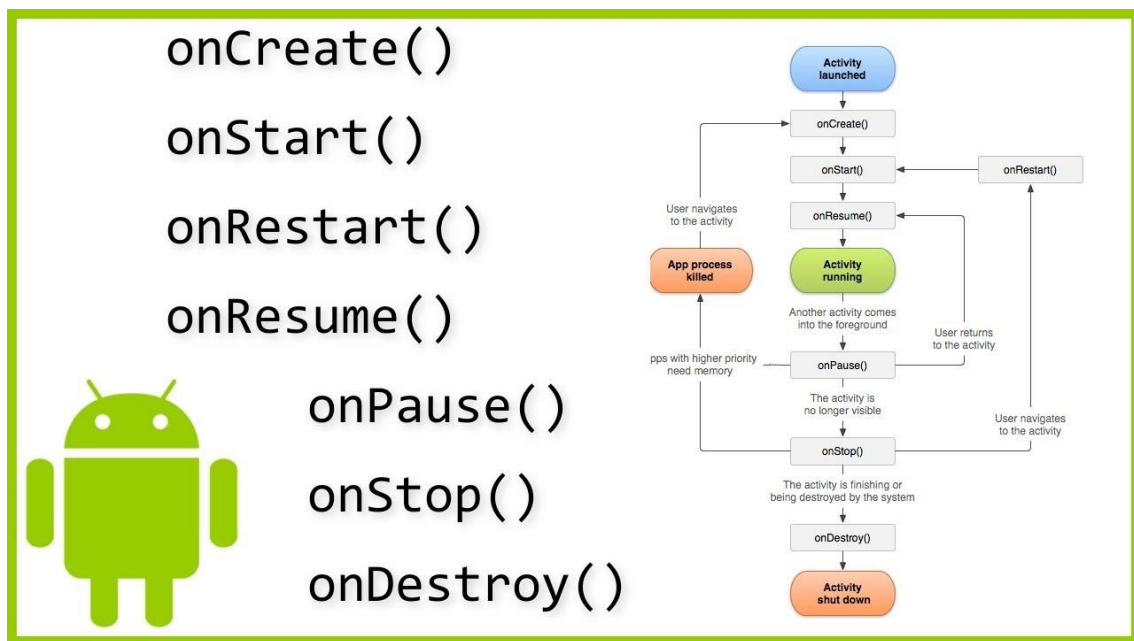 onCreate()
onStart()
onRestart()
onResume()
onPause()
onStop()
onDestroy()
Activity
launched
onCreate()
onStart()
onRestart()
onResume()
User navigates
to the activity
App process
killed
Activity
running
Another activity comes
into the foreground
User returns
to the activity
pps with higher priority
need memory
onPause()
The activity is
no longer visible
User navigates
to the activity
onStop()
The activity is finishing or
being destroyed by the system
onDestroy()
Activity
shut down